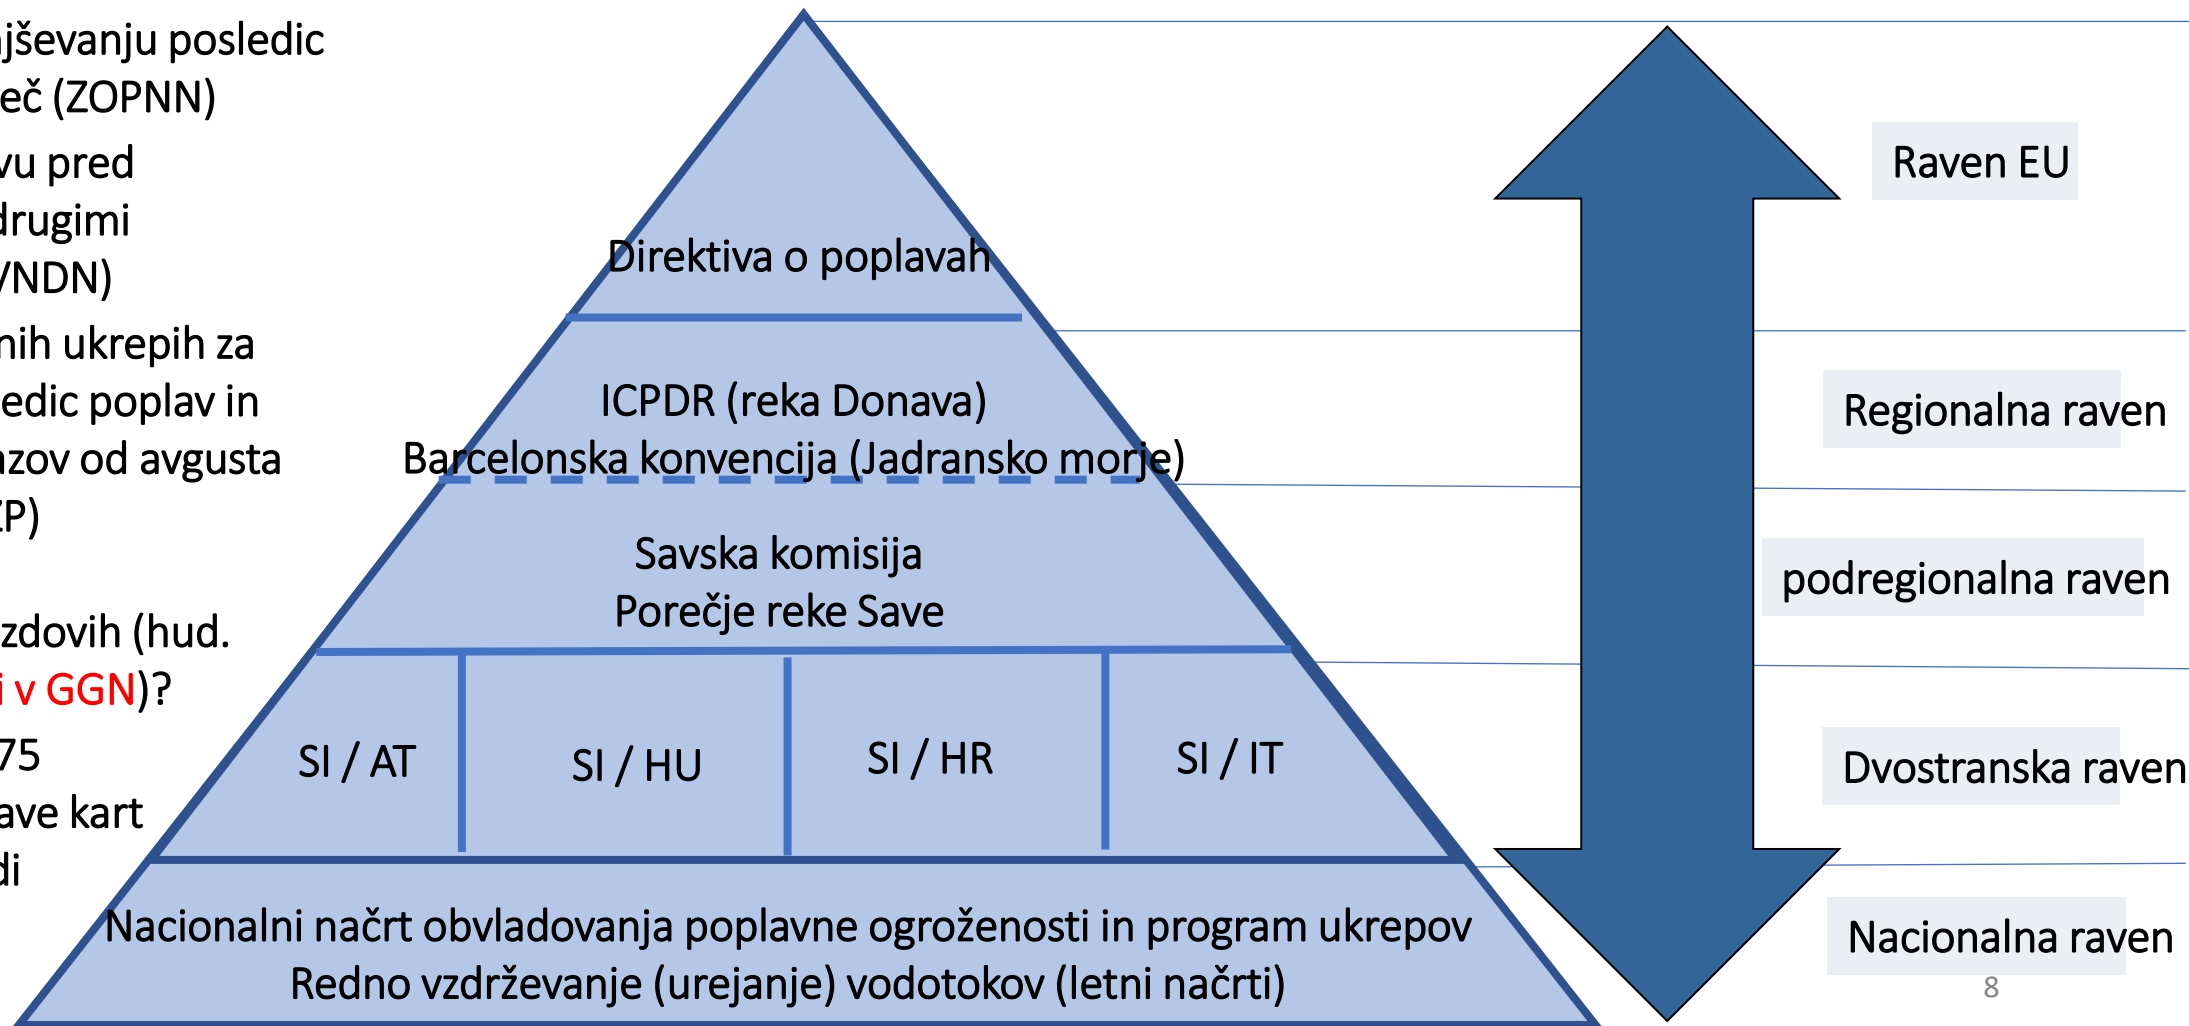 jševanju posledic
eč (ZOPNN)
vu pred
drugimi
VNDN)
nih ukrepih za
edic poplav in
azov od avgusta
ZP)
zdovih (hud.
i v GGN)?
75
ave kart
di
Direktiva o poplavah
ICPDR (reka Donava)
Barcelonska konvencija (Jadransko morje)
Savska komisija
Porečje reke Save
SI / AT
SI / HU
SI / HR
SI / IT
Nacionalni načrt obvladovanja poplavne ogroženosti in program ukrepov
Redno vzdrževanje (urejanje) vodotokov (letni načrti)
Raven EU
Regionalna raven
podregionalna raven
Dvostranska raven
Nacionalna raven
8